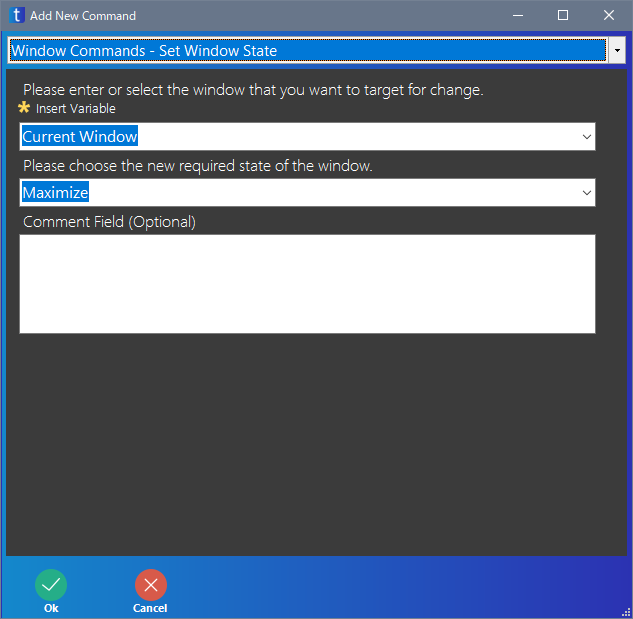 t Add New Command
Window Commands - Set Window State
Please enter or select the window that you want to target for change.
Insert Variable
Current Window
Please choose the new required state of the window.
Maximize
Comment Field (Optional)
Ok
Cancel